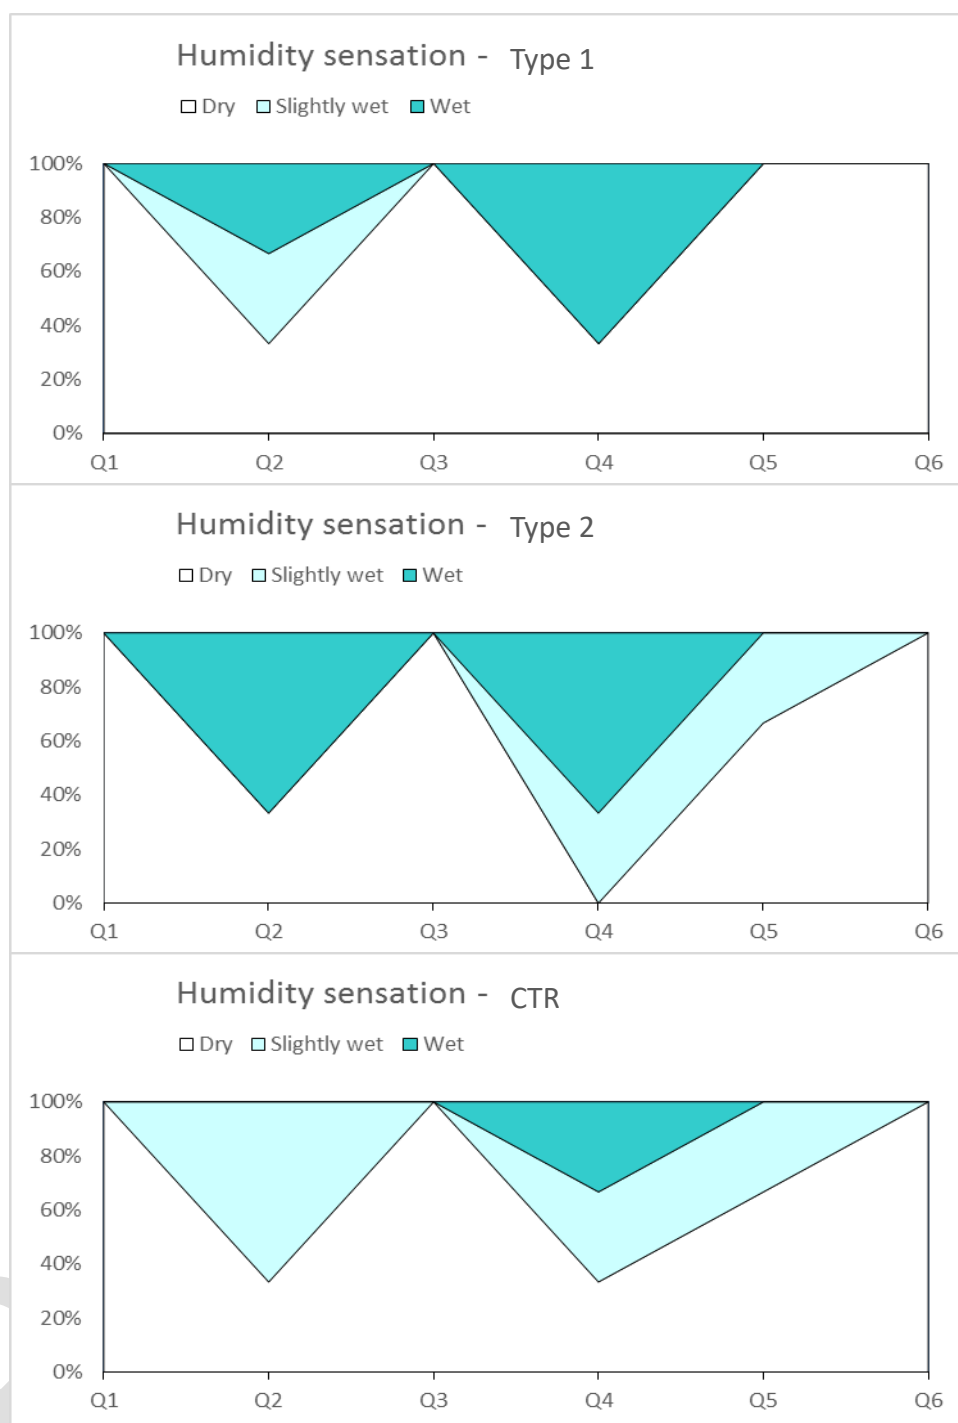 Humidity sensation - Type 1
Dry Slightly wet Wet
100%
80%
60%
40%
20%
0%
Q1 Q2 Q3 Q4 Q5 Q6
Humidity sensation - Type 2
Dry Slightly wet Wet
100%
80%
60%
40%
20%
0%
Q1 Q2 Q3 Q4 Q5 Q6
Humidity sensation - CTR
Dry Slightly wet Wet
100%
80%
60%
40%
20%
0%
Q1 Q2 Q3 Q4 Q5 Q6